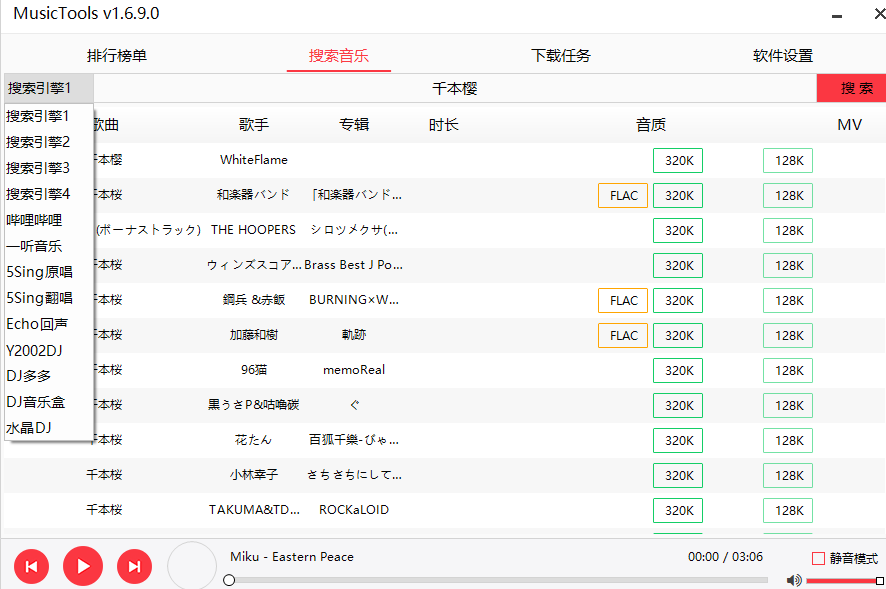 MusicTools v1.6.9.0
排行榜单 搜索音乐 下载任务 软件设置
搜索引擎1 千本樱 搜 索
歌曲 歌手 专辑 时长 音质 MV
搜索引擎1
搜索引擎2
搜索引擎3
搜索引擎4
哔哩哔哩
一听音乐
5Sing原唱
5Sing翻唱
Echo回声
Y2002DJ
DJ多多
DJ音乐盒
水晶DJ
千本樱 WhiteFlame 320K 128K
千本桜 和楽器バンド 「和楽器バンド... FLAC 320K 128K
(ボーナストラック) THE HOOPERS シロツメクサ(... 320K 128K
千本桜 ウィンズスコア... Brass Best J Po... 320K 128K
千本桜 鋼兵 &赤飯 BURNING×W... FLAC 320K 128K
千本桜 加藤和樹 軌跡 FLAC 320K 128K
千本桜 96猫 memoReal 320K 128K
千本桜 黒うさP&咕噜碳 ぐ 320K 128K
千本桜 花たん 百狐千樂-びゃ... 320K 128K
千本桜 小林幸子 さちさちにして... 320K 128K
千本桜 TAKUMA&TD... ROCKaLOID 320K 128K
Miku - Eastern Peace 00:00 / 03:06 静音模式